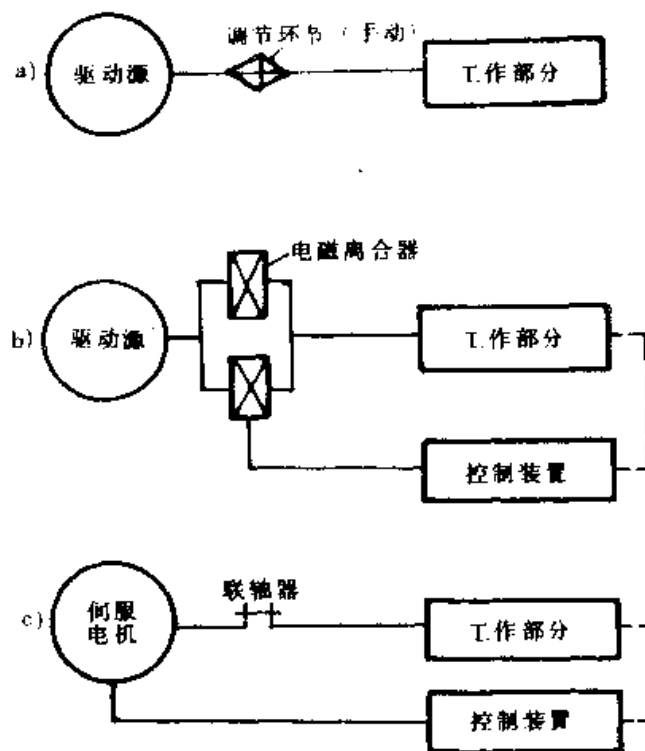 调节环节（手动）
a)
驱动源
工作部分
电磁离合器
b)
驱动源
工作部分
控制装置
联轴器
c)
伺服
电机
工作部分
控制装置